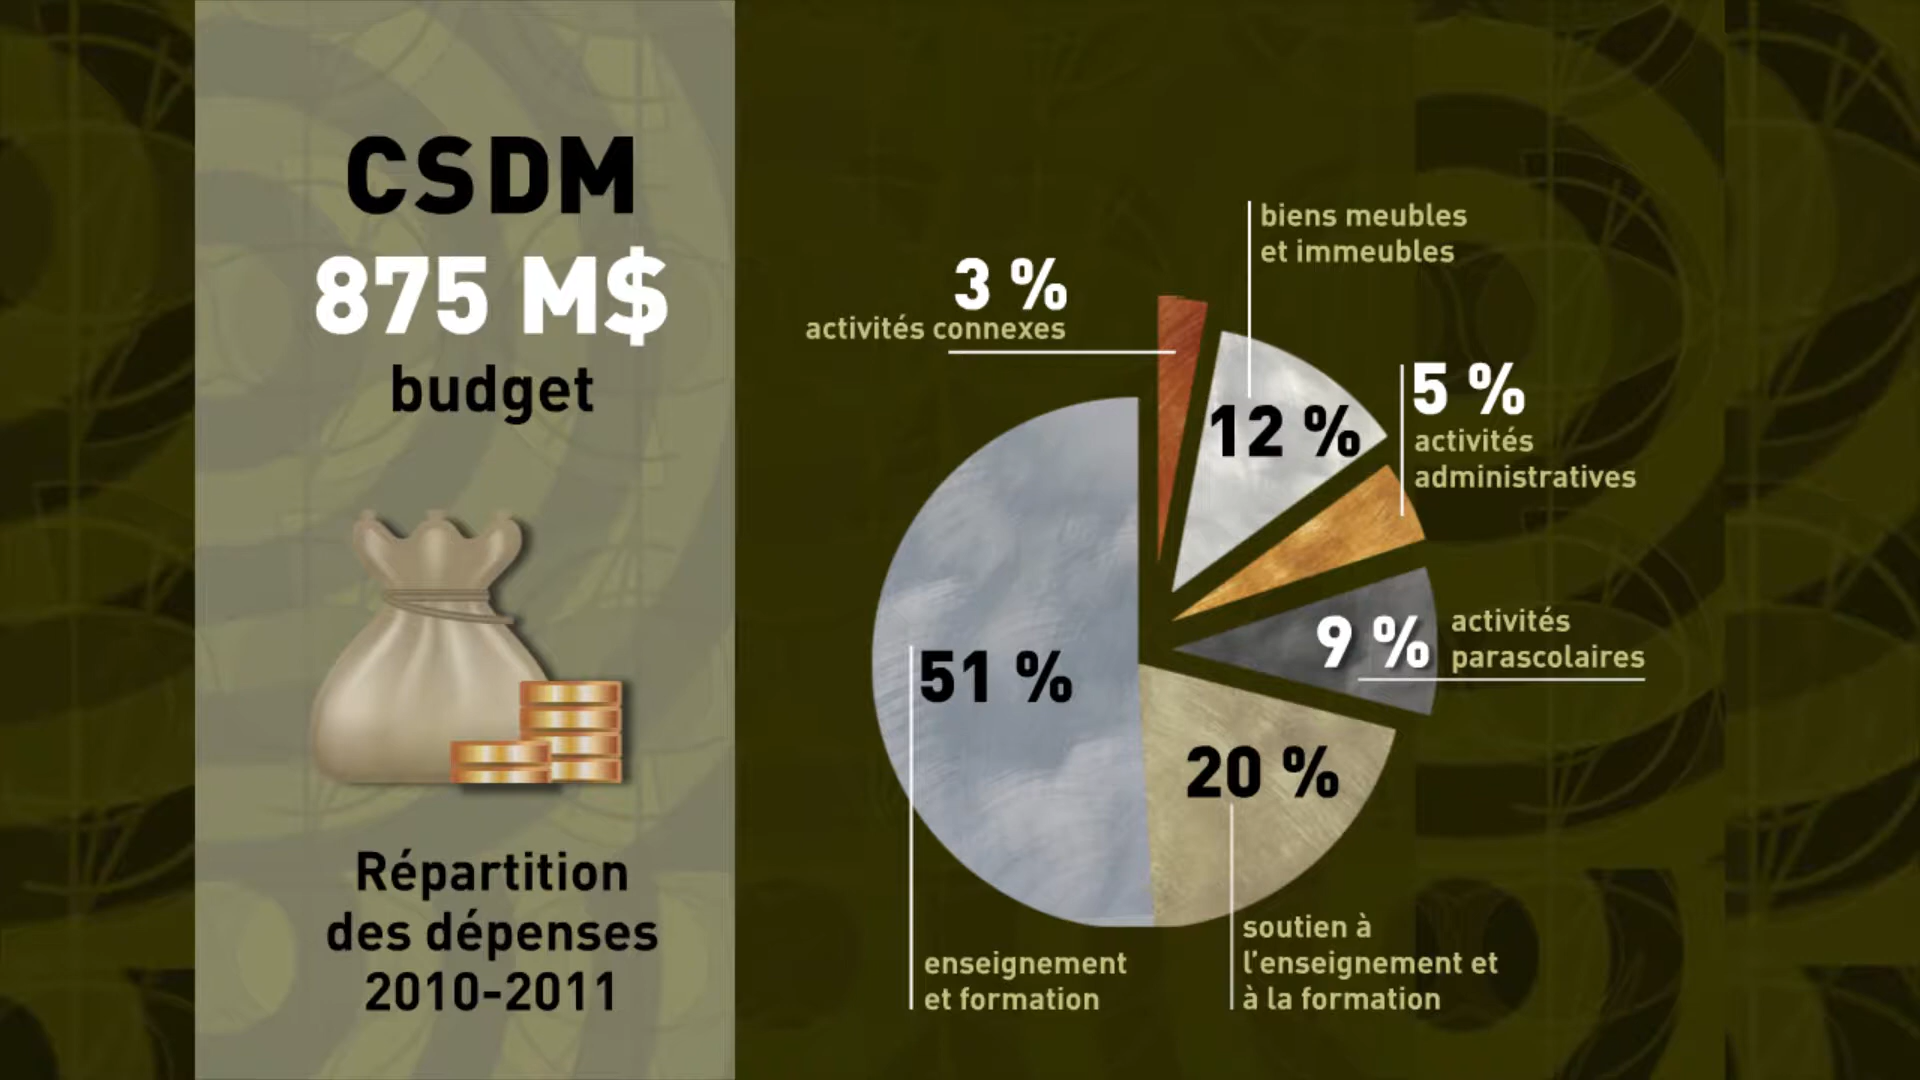 CSDM
875 M$
budget
Répartition
des dépenses
2010-2011
3 %
activités connexes
biens meubles
et immeubles
12 %
5 %
activités
administratives
9 %
activités
parascolaires
51 %
enseignement
et formation
20 %
soutien à
l'enseignement et
à la formation